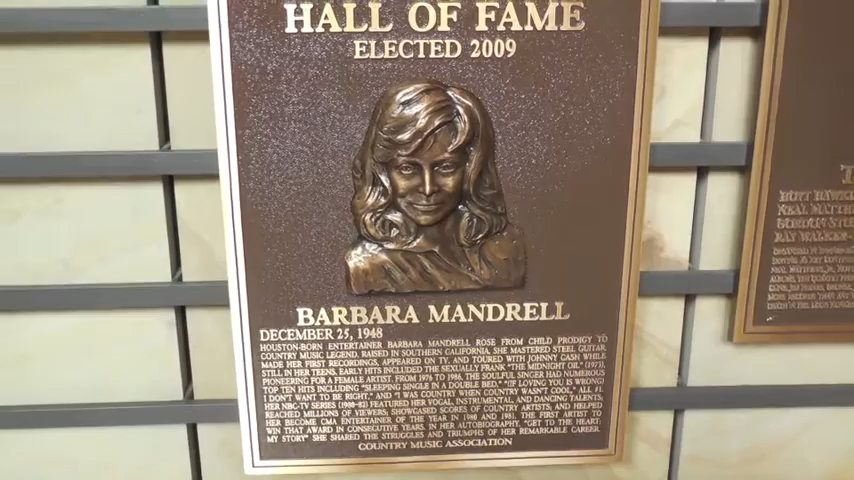 HALL OF FAME
ELECTED 2009
BARBARA MANDRELL
DECEMBER 25, 1948
HOUSTON-BORN ENTERTAINER BARBARA MANDRELL ROSE FROM CHILD PRODIGY TO
COUNTRY MUSIC LEGEND. RAISED IN SOUTHERN CALIFORNIA, SHE MASTERED STEEL GUITAR,
MADE HER FIRST RECORDINGS, APPEARED ON TV, AND TOURED WITH JOHNNY CASH WHILE
STILL IN HER TEENS. EARLY HITS INCLUDED THE SEXUALLY FRANK "THE MIDNIGHT OIL" (1973),
PIONEERING FOR A FEMALE ARTIST. FROM 1976 TO 1986, THE SOULFUL SINGER HAD NUMEROUS
TOP TEN HITS INCLUDING "SLEEPING SINGLE IN A DOUBLE BED," "IF LOVING YOU IS WRONG
I DON'T WANT TO BE RIGHT," AND "I WAS COUNTRY WHEN COUNTRY WASN'T COOL," ALL #1.
HER NBC-TV SERIES (1980-82) FEATURED HER VOCAL, INSTRUMENTAL, AND DANCING TALENTS;
REACHED MILLIONS OF VIEWERS; SHOWCASED SCORES OF COUNTRY ARTISTS; AND HELPED
HER BECOME CMA ENTERTAINER OF THE YEAR IN 1980 AND 1981, THE FIRST ARTIST TO
WIN THAT AWARD IN CONSECUTIVE YEARS. IN HER AUTOBIOGRAPHY, "GET TO THE HEART:
MY STORY" SHE SHARED THE STRUGGLES AND TRIUMPHS OF HER REMARKABLE CAREER.
COUNTRY MUSIC ASSOCIATION
HOYT HAWKI
NEAL MATTHE
GORDON STO
RAY WALKER